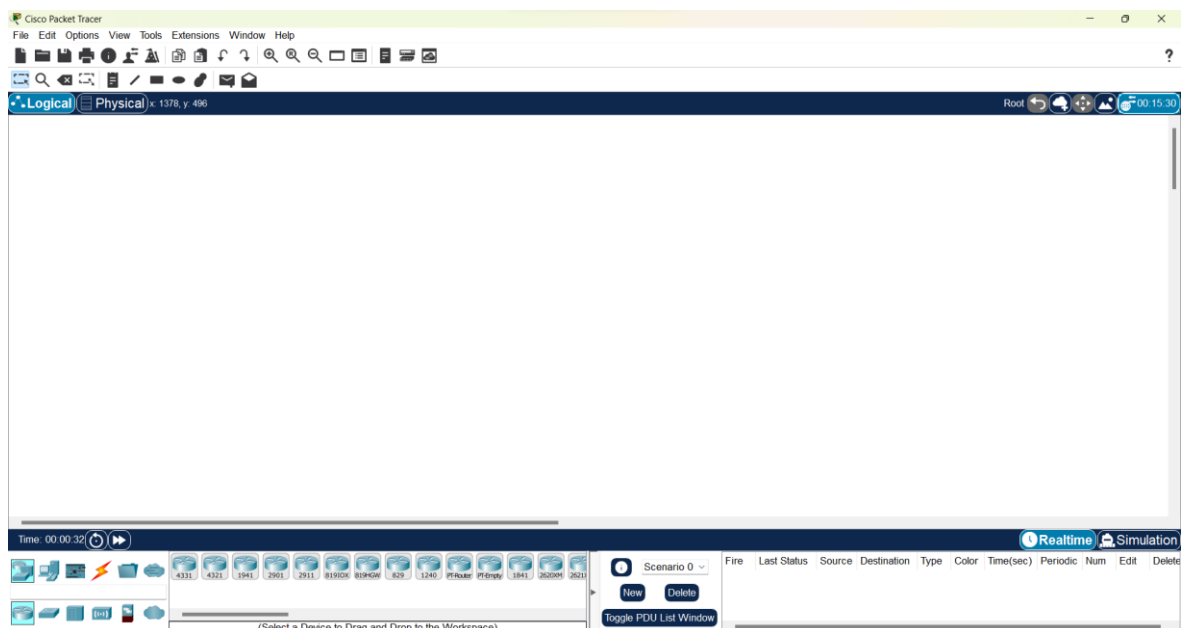 Cisco Packet Tracer
File Edit Options View Tools Extensions Window Help
?
Logical Physical x: 1378, y: 496 Root 00:15:30
Time: 00:00:32 Realtime Simulation
4331 4321 1941 2901 2911 819IOX 819HGW 829 1240 PT-Router PT-Empty 1841 2620XM 2621
Scenario 0
Fire Last Status Source Destination Type Color Time(sec) Periodic Num Edit Delete
New Delete
Toggle PDU List Window
(Select a Device to Drag and Drop to the Workspace)